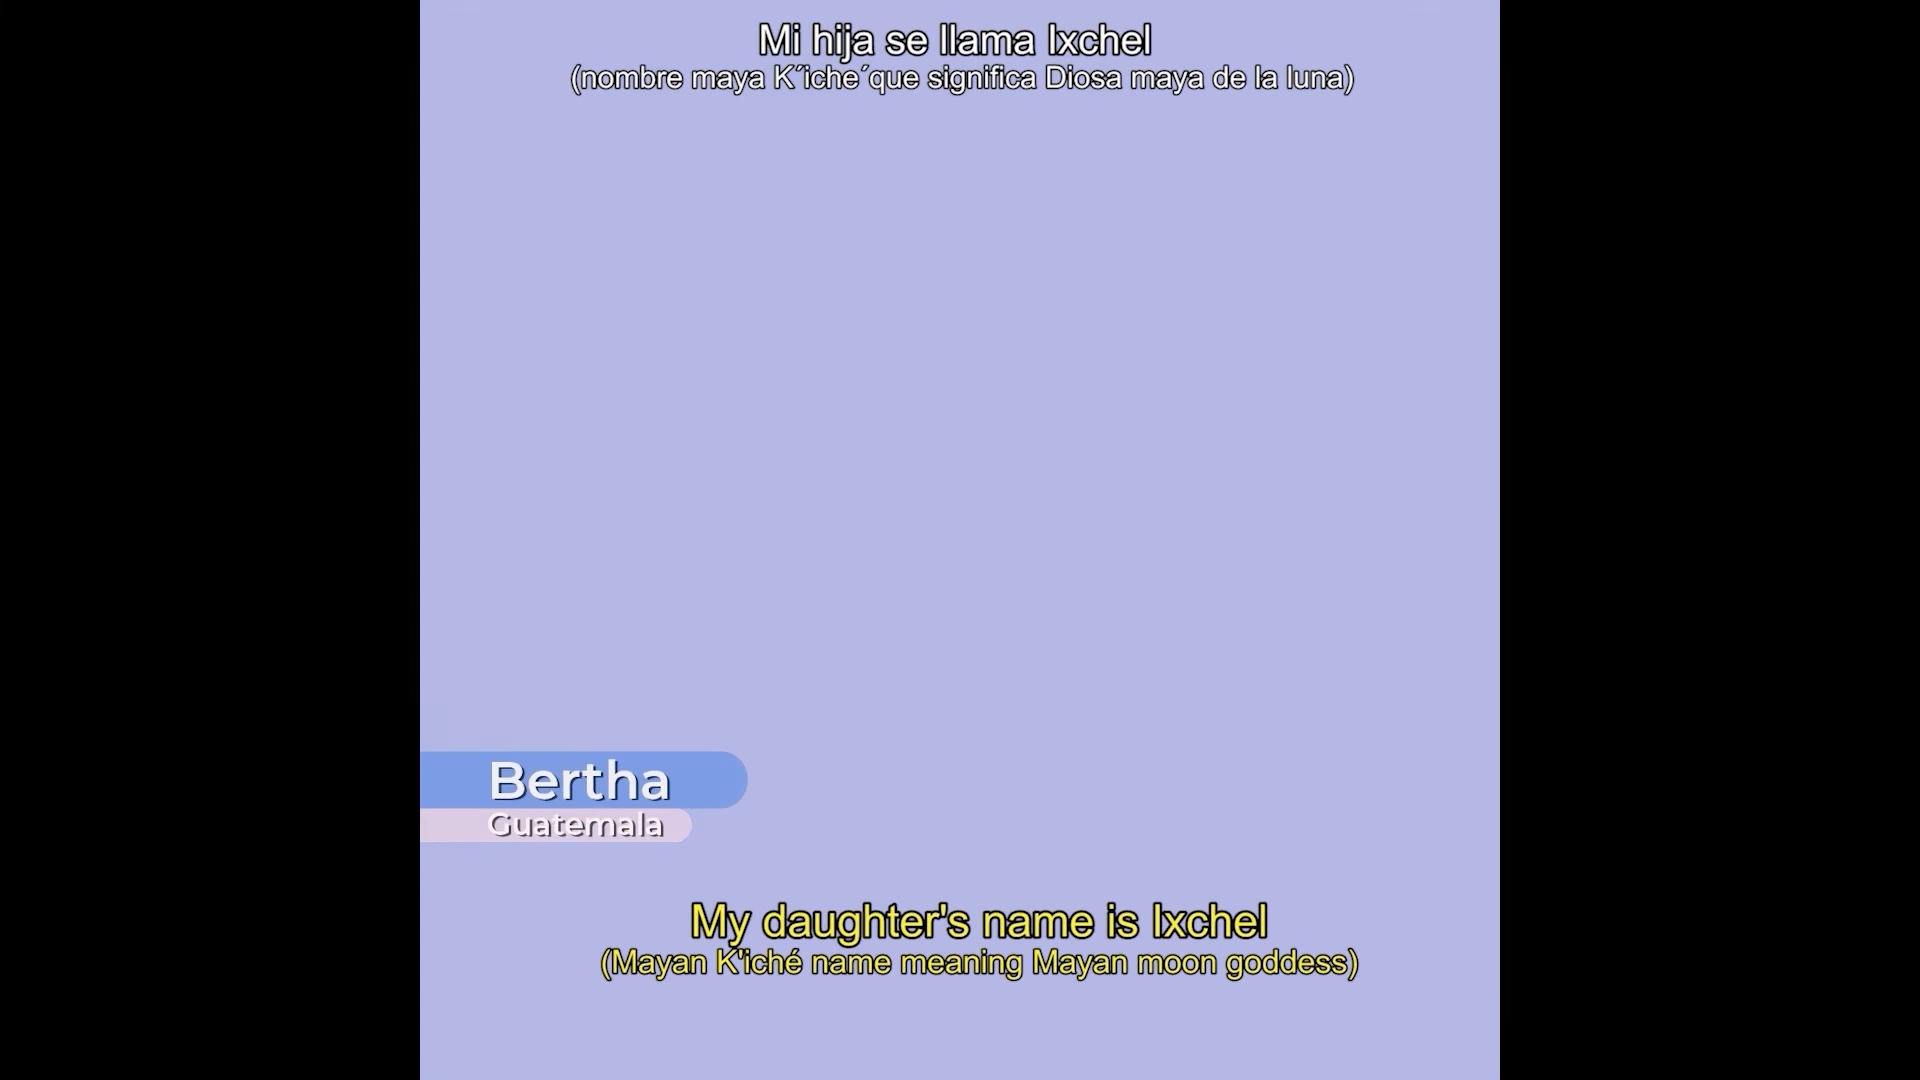 Mi hija se llama Ixchel
(nombre maya K´iche´que significa Diosa maya de la luna)
Bertha
Guatemala
My daughter's name is Ixchel
(Mayan K'iché name meaning Mayan moon goddess)